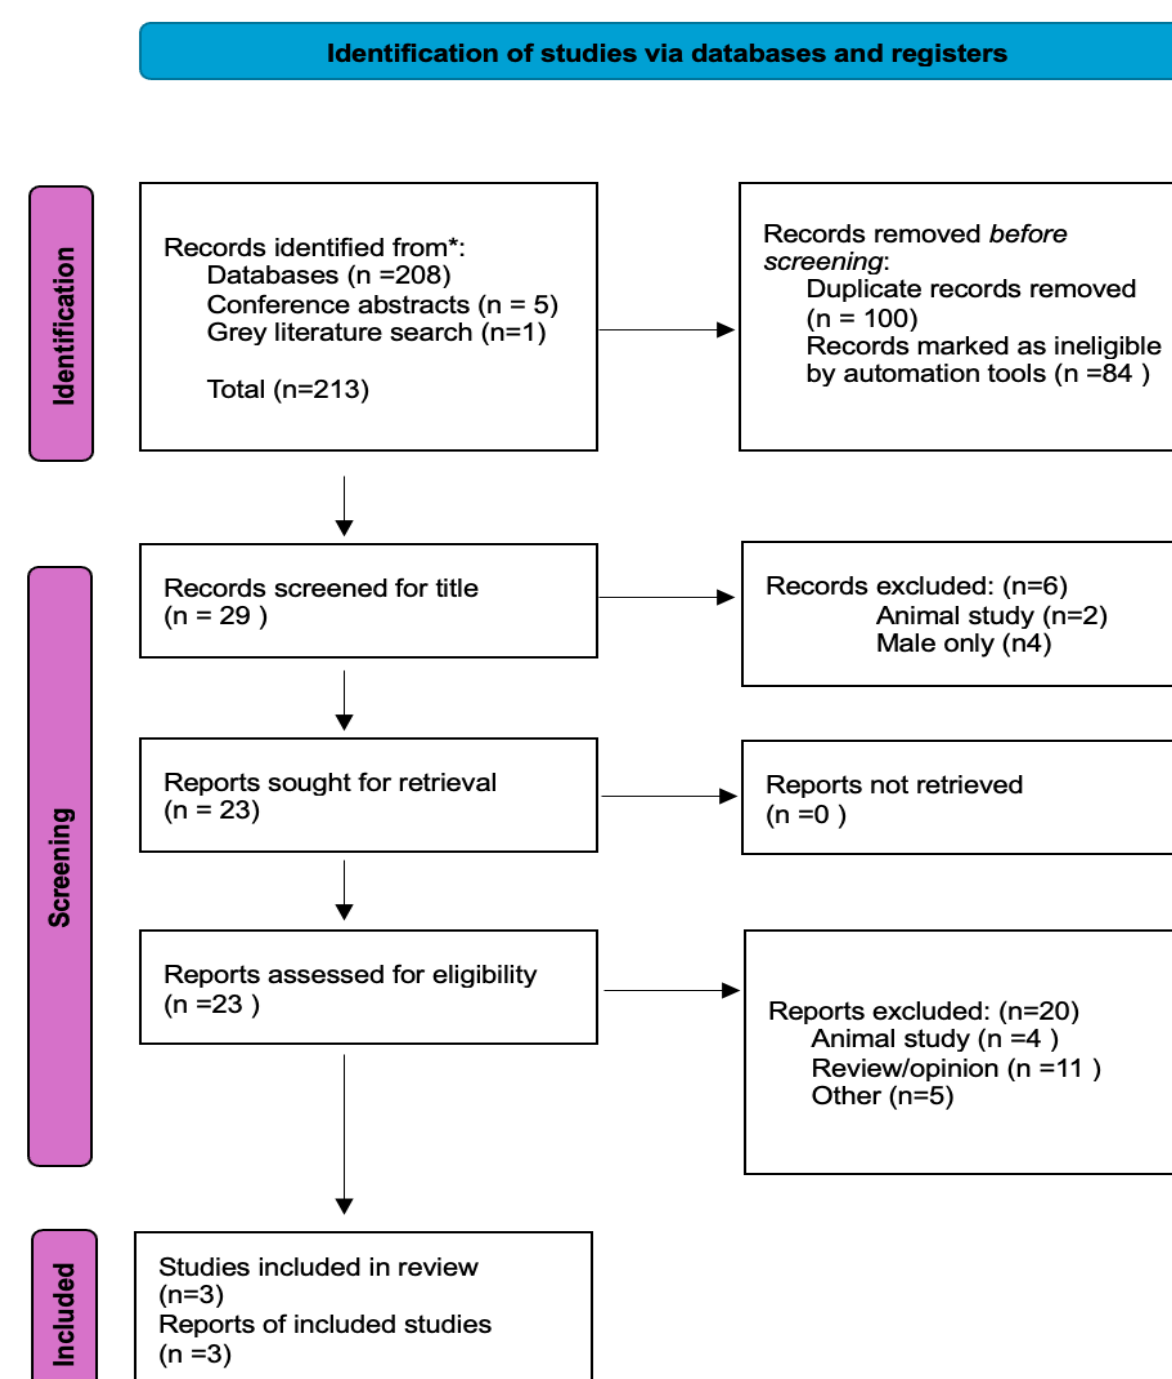 Identification of studies via databases and registers
Identification
Records identified from*:
Databases (n =208)
Conference abstracts (n = 5)
Grey literature search (n=1)
Total (n=213)
Records removed before
screening:
Duplicate records removed
(n = 100)
Records marked as ineligible
by automation tools (n =84 )
Screening
Records screened for title
(n = 29 )
Records excluded: (n=6)
Animal study (n=2)
Male only (n4)
Reports sought for retrieval
(n = 23)
Reports not retrieved
(n =0 )
Reports assessed for eligibility
(n =23 )
Reports excluded: (n=20)
Animal study (n =4 )
Review/opinion (n =11 )
Other (n=5)
Included
Studies included in review
(n=3)
Reports of included studies
(n =3)